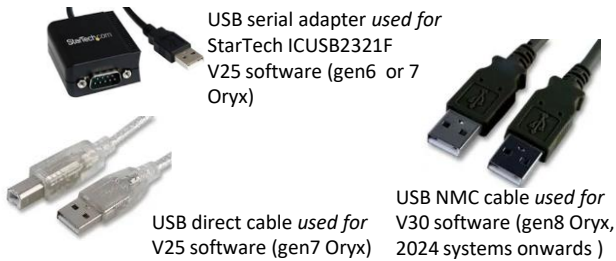 StarTech.com
USB serial adapter used for
StarTech ICUSB2321F
V25 software (gen6 or 7
Oryx)
USB direct cable used for
V25 software (gen7 Oryx)
USB NMC cable used for
V30 software (gen8 Oryx,
2024 systems onwards )